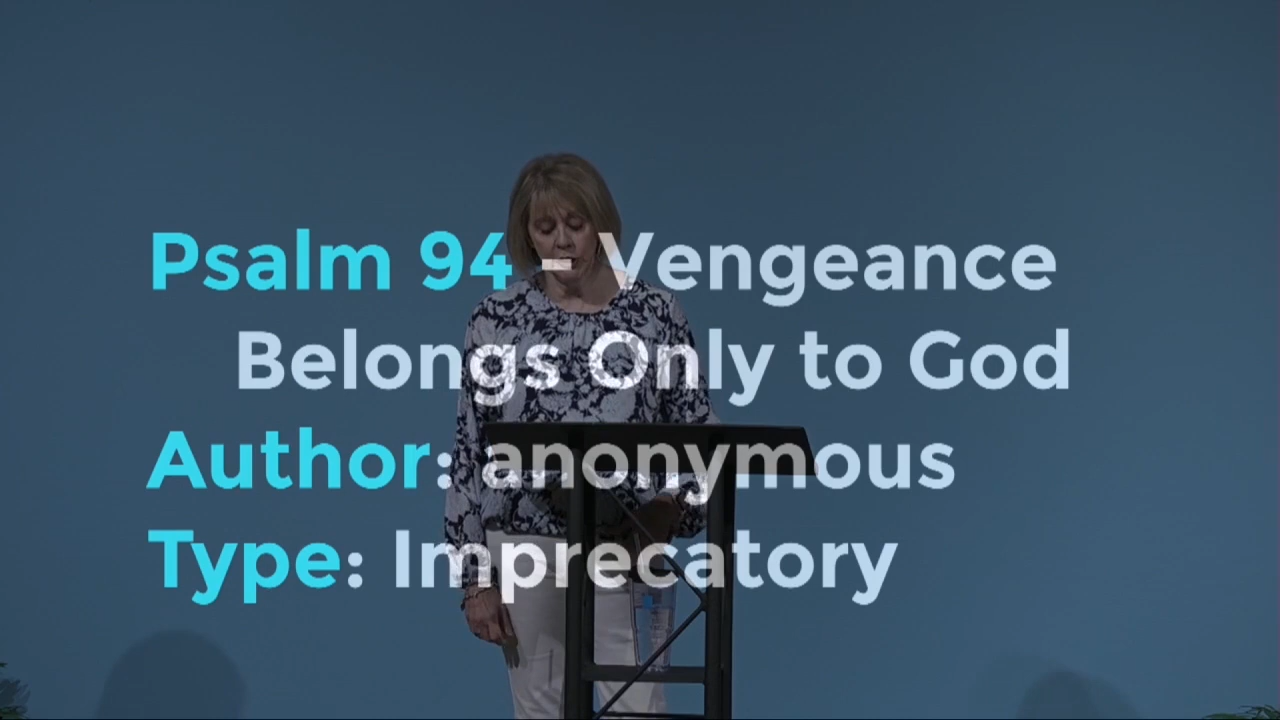 Psalm 94 - Vengeance
Belongs Only to God
Author: anonymous
Type: Imprecatory